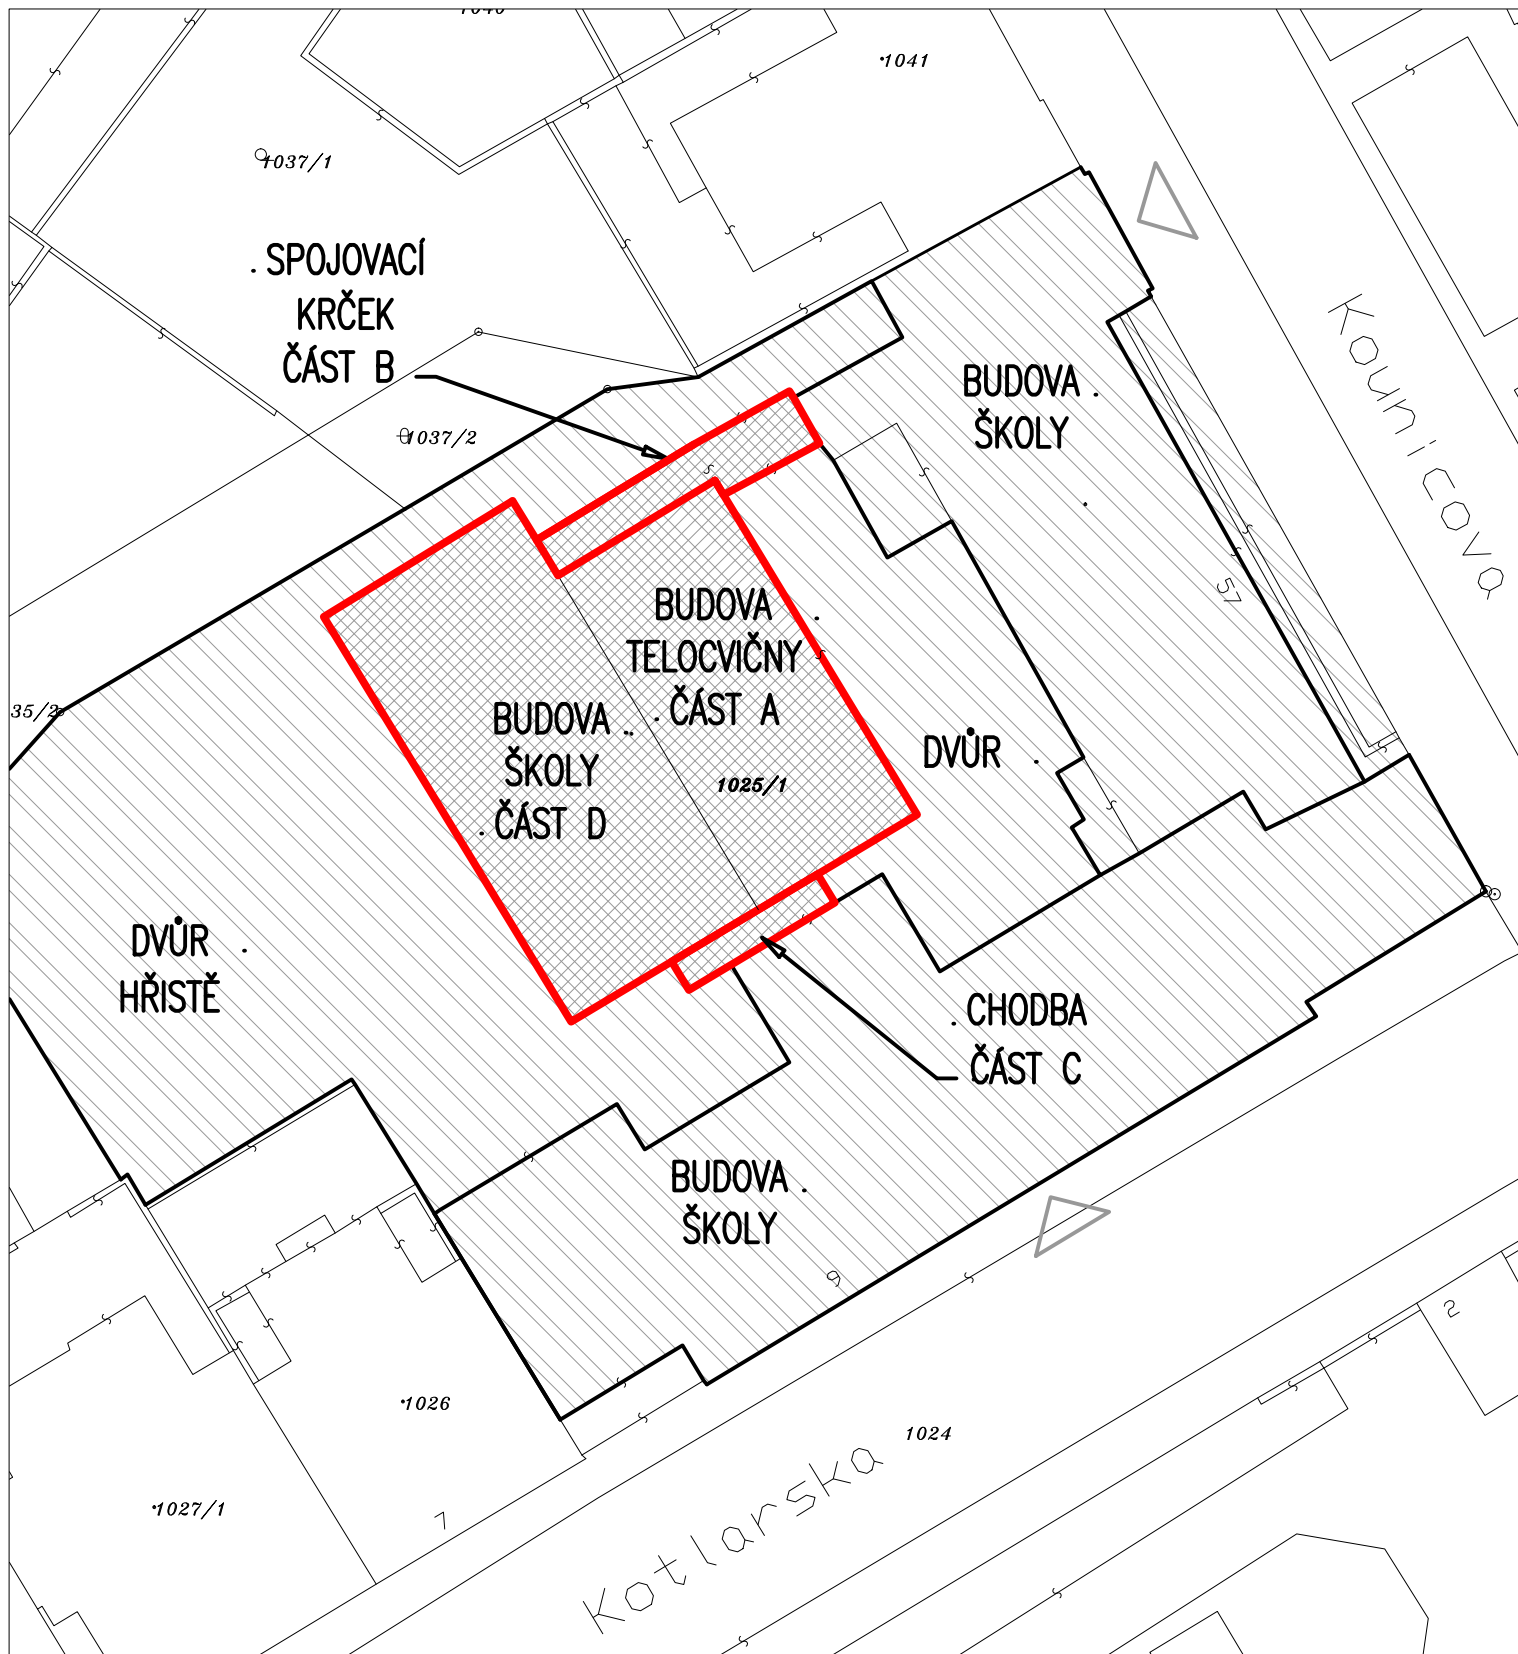 1040
1041
1037/1
. SPOJOVACÍ
KRČEK
ČÁST B
1037/2
BUDOVA .
ŠKOLY
Kounicova
57
BUDOVA .
TELOCVIČNY
. ČÁST A
35/2
BUDOVA .
ŠKOLY
. ČÁST D
1025/1
DVŮR .
DVŮR .
HŘISTĚ
. CHODBA
ČÁST C
BUDOVA .
ŠKOLY
9
2
1026
1024
Kotlarska
1027/1
7